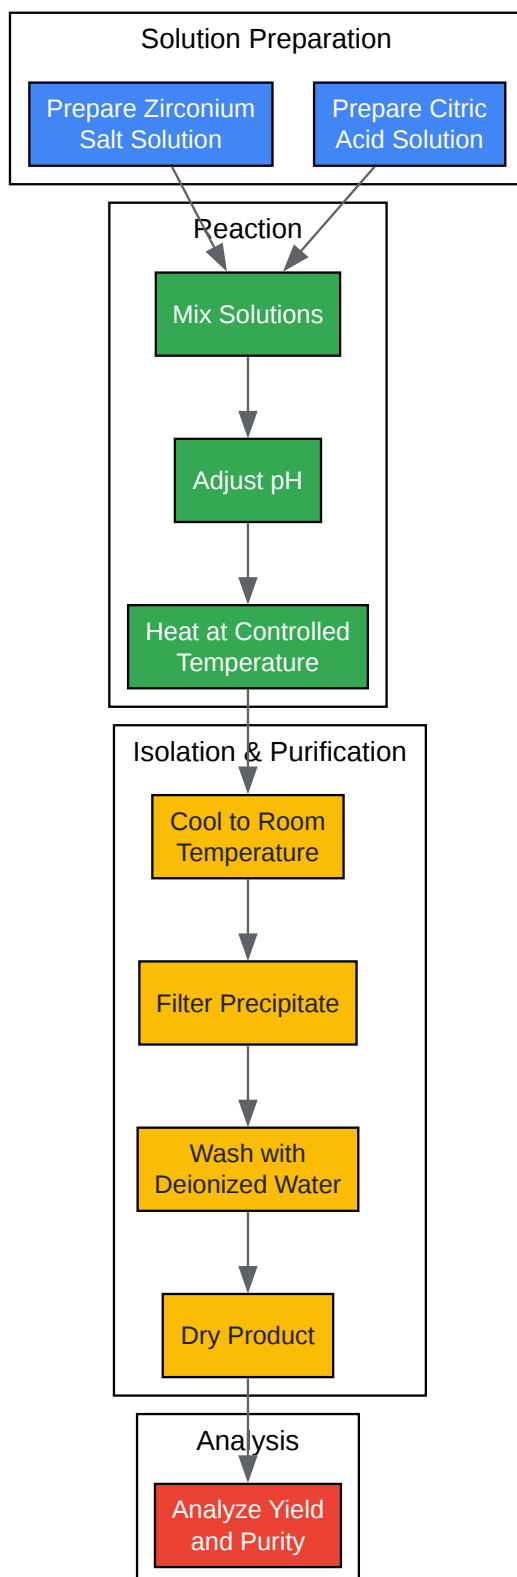 Solution Preparation
Prepare Zirconium
Salt Solution
Prepare Citric
Acid Solution
Reaction
Mix Solutions
Adjust pH
Heat at Controlled
Temperature
Isolation & Purification
Cool to Room
Temperature
Filter Precipitate
Wash with
Deionized Water
Dry Product
Analysis
Analyze Yield
and Purity